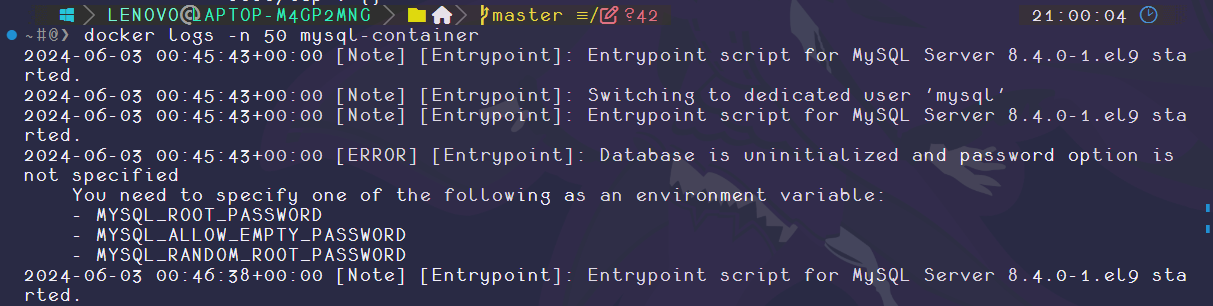 LENOVO@LAPTOP-M4GP2MNG master ≡/ ?42 21:00:04
~#@❯ docker logs -n 50 mysql-container
2024-06-03 00:45:43+00:00 [Note] [Entrypoint]: Entrypoint script for MySQL Server 8.4.0-1.el9 sta
rted.
2024-06-03 00:45:43+00:00 [Note] [Entrypoint]: Switching to dedicated user 'mysql'
2024-06-03 00:45:43+00:00 [Note] [Entrypoint]: Entrypoint script for MySQL Server 8.4.0-1.el9 sta
rted.
2024-06-03 00:45:43+00:00 [ERROR] [Entrypoint]: Database is uninitialized and password option is
not specified
You need to specify one of the following as an environment variable:
- MYSQL_ROOT_PASSWORD
- MYSQL_ALLOW_EMPTY_PASSWORD
- MYSQL_RANDOM_ROOT_PASSWORD
2024-06-03 00:46:38+00:00 [Note] [Entrypoint]: Entrypoint script for MySQL Server 8.4.0-1.el9 sta
rted.